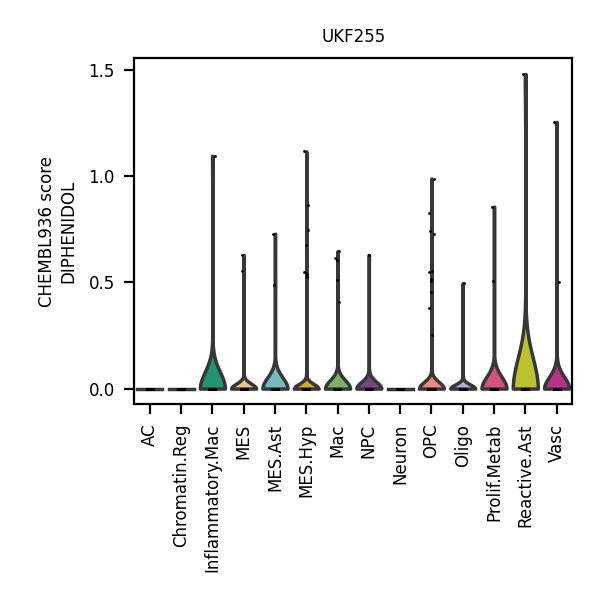 UKF255
CHEMBL936 score
DIPHENIDOL
1.5
1.0
0.5
0.0
AC
Chromatin.Reg
Inflammatory.Mac
MES
MES.Ast
MES.Hyp
Mac
NPC
Neuron
OPC
Oligo
Prolif.Metab
Reactive.Ast
Vasc